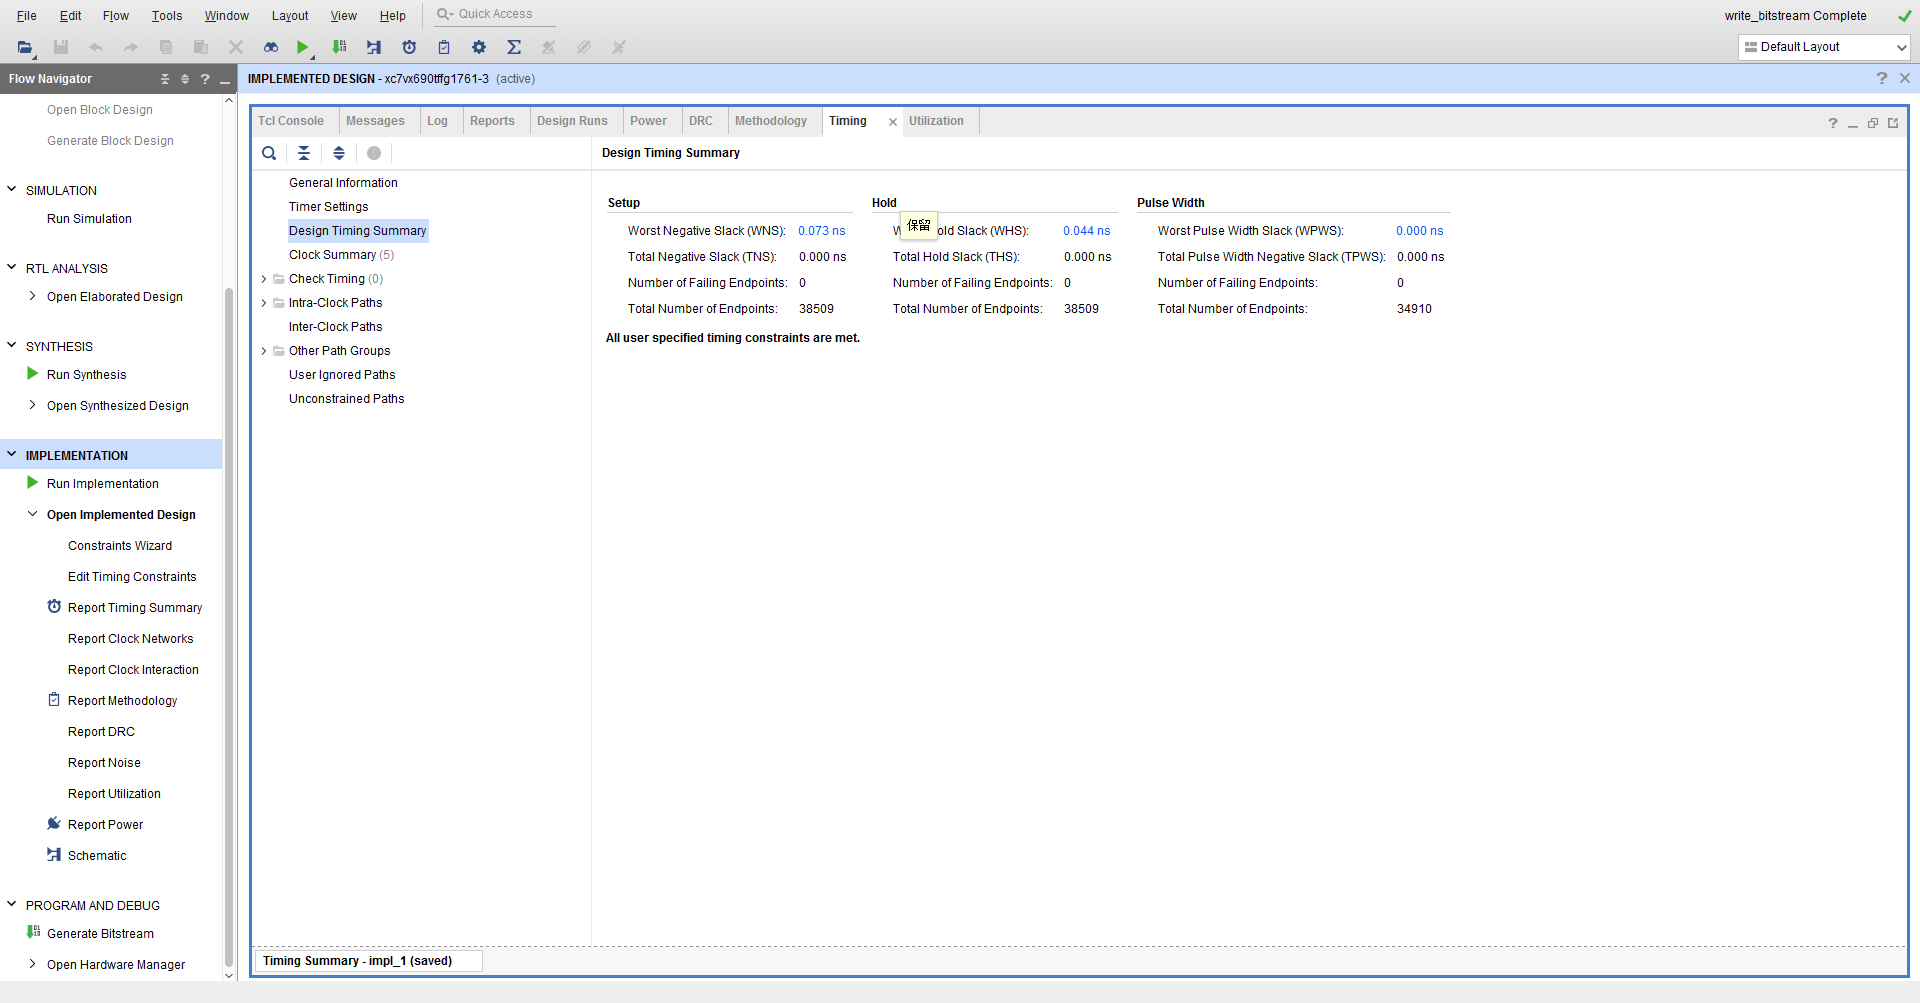 File Edit Flow Tools Window Layout View Help Quick Access
write_bitstream Complete
Default Layout
Flow Navigator
Open Block Design
Generate Block Design
SIMULATION
Run Simulation
RTL ANALYSIS
Open Elaborated Design
SYNTHESIS
Run Synthesis
Open Synthesized Design
IMPLEMENTATION
Run Implementation
Open Implemented Design
Constraints Wizard
Edit Timing Constraints
Report Timing Summary
Report Clock Networks
Report Clock Interaction
Report Methodology
Report DRC
Report Noise
Report Utilization
Report Power
Schematic
PROGRAM AND DEBUG
Generate Bitstream
Open Hardware Manager
IMPLEMENTED DESIGN - xc7vx690tffg1761-3 (active)
Tcl Console Messages Log Reports Design Runs Power DRC Methodology Timing Utilization
General Information
Timer Settings
Design Timing Summary
Clock Summary (5)
Check Timing (0)
Intra-Clock Paths
Inter-Clock Paths
Other Path Groups
User Ignored Paths
Unconstrained Paths
Design Timing Summary
Setup
Worst Negative Slack (WNS): 0.073 ns
Total Negative Slack (TNS): 0.000 ns
Number of Failing Endpoints: 0
Total Number of Endpoints: 38509
Hold
保留
W old Slack (WHS): 0.044 ns
Total Hold Slack (THS): 0.000 ns
Number of Failing Endpoints: 0
Total Number of Endpoints: 38509
Pulse Width
Worst Pulse Width Slack (WPWS): 0.000 ns
Total Pulse Width Negative Slack (TPWS): 0.000 ns
Number of Failing Endpoints: 0
Total Number of Endpoints: 34910
All user specified timing constraints are met.
Timing Summary - impl_1 (saved)